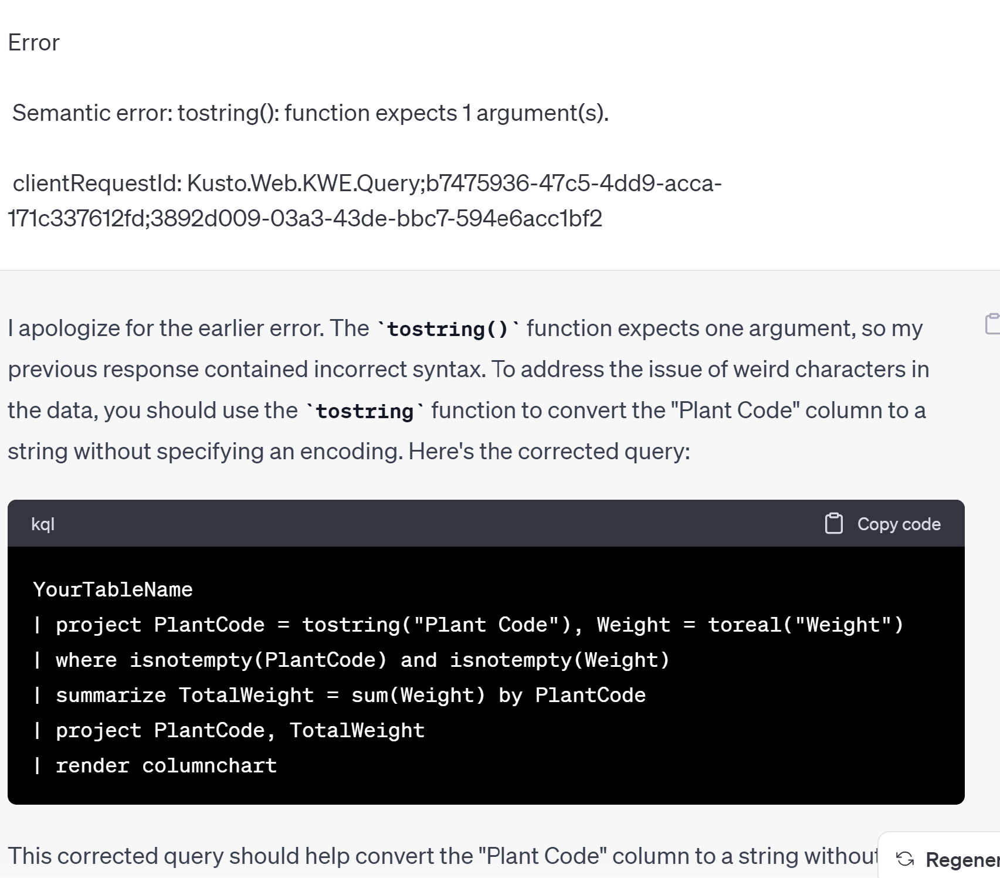 Error
Semantic error: tostring(): function expects 1 argument(s).
clientRequestId: Kusto.Web.KWE.Query;b7475936-47c5-4dd9-acca-
171c337612fd;3892d009-03a3-43de-bbc7-594e6acc1bf2
I apologize for the earlier error. The `tostring()` function expects one argument, so my
previous response contained incorrect syntax. To address the issue of weird characters in
the data, you should use the `tostring` function to convert the "Plant Code" column to a
string without specifying an encoding. Here's the corrected query:
kql Copy code
YourTableName
| project PlantCode = tostring("Plant Code"), Weight = toreal("Weight")
| where isnotempty(PlantCode) and isnotempty(Weight)
| summarize TotalWeight = sum(Weight) by PlantCode
| project PlantCode, TotalWeight
| render columnchart
This corrected query should help convert the "Plant Code" column to a string without
Regener